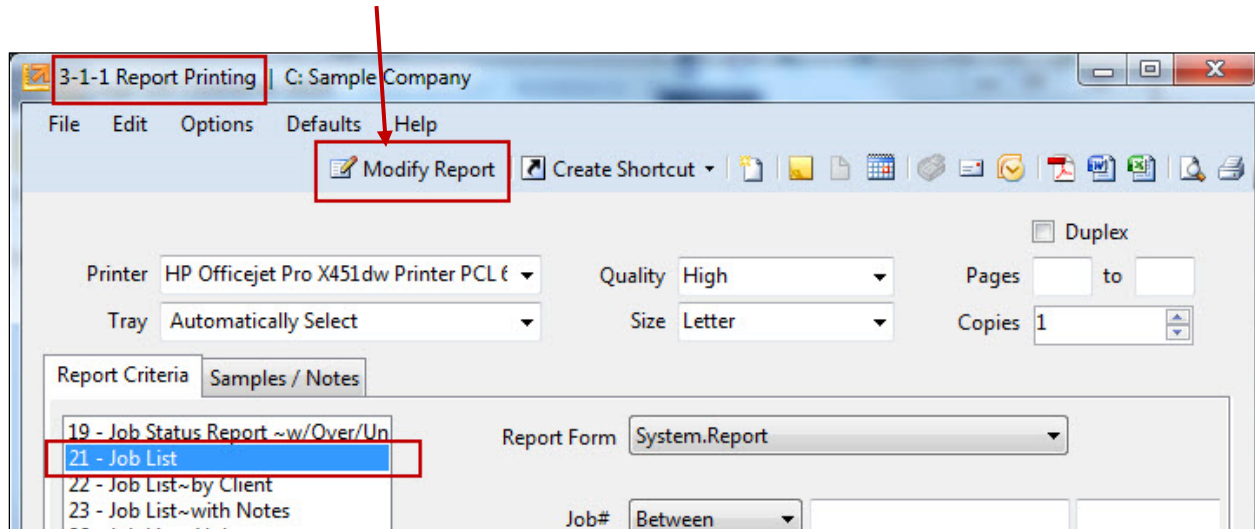 3-1-1 Report Printing | C: Sample Company
File Edit Options Defaults Help
Modify Report Create Shortcut
Duplex
Printer HP Officejet Pro X451dw Printer PCL 6 Quality High Pages to
Tray Automatically Select Size Letter Copies 1
Report Criteria Samples / Notes
19 - Job Status Report ~w/Over/Un
Report Form System.Report
21 - Job List
22 - Job List~by Client
23 - Job List~with Notes
Job# Between